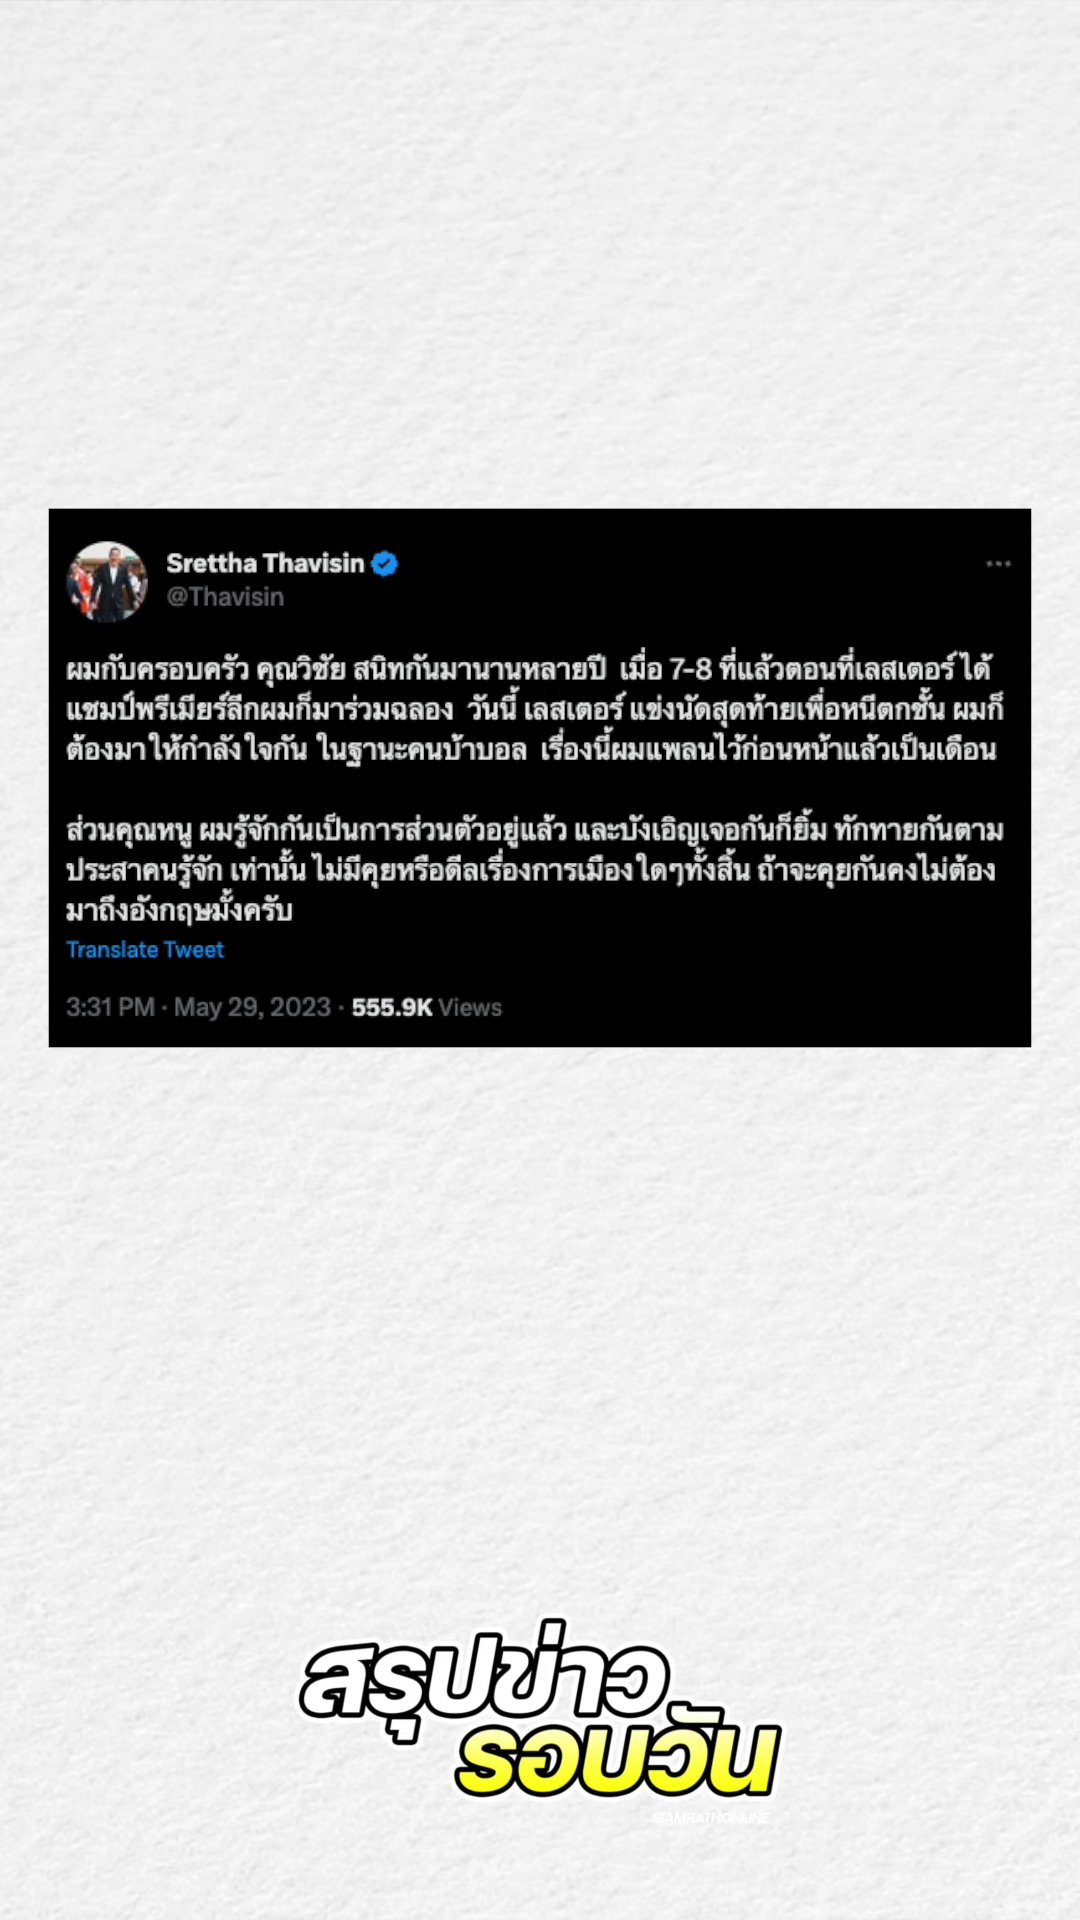 Srettha Thavisin
@Thavisin
ผมกับครอบครัว คุณวิชัย สนิทกันมานานหลายปี เมื่อ 7-8 ที่แล้วตอนที่เลสเตอร์ ได้
แชมป์พรีเมียร์ลีกผมก็มาร่วมฉลอง วันนี้ เลสเตอร์ แข่งนัดสุดท้ายเพื่อหนีตกชั้น ผมก็
ต้องมา ให้กำลังใจกัน ในฐานะคนบ้าบอล เรื่องนี้ผมแพลนไว้ก่อนหน้าแล้วเป็นเดือน
ส่วนคุณหนู ผมรู้จักกันเป็นการส่วนตัวอยู่แล้ว และบังเอิญเจอกันก็ยิ้ม ทักทายกันตาม
ประสาคนรู้จัก เท่านั้น ไม่มีคุยหรือดีลเรื่องการเมืองใดๆทั้งสิ้น ถ้าจะคุยกันคงไม่ต้อง
มาถึงอังกฤษมั้งครับ
Translate Tweet
3:31 PM · May 29, 2023 · 555.9K Views
สรุปข่าว
รอบวัน
SIAMRATHONLINE